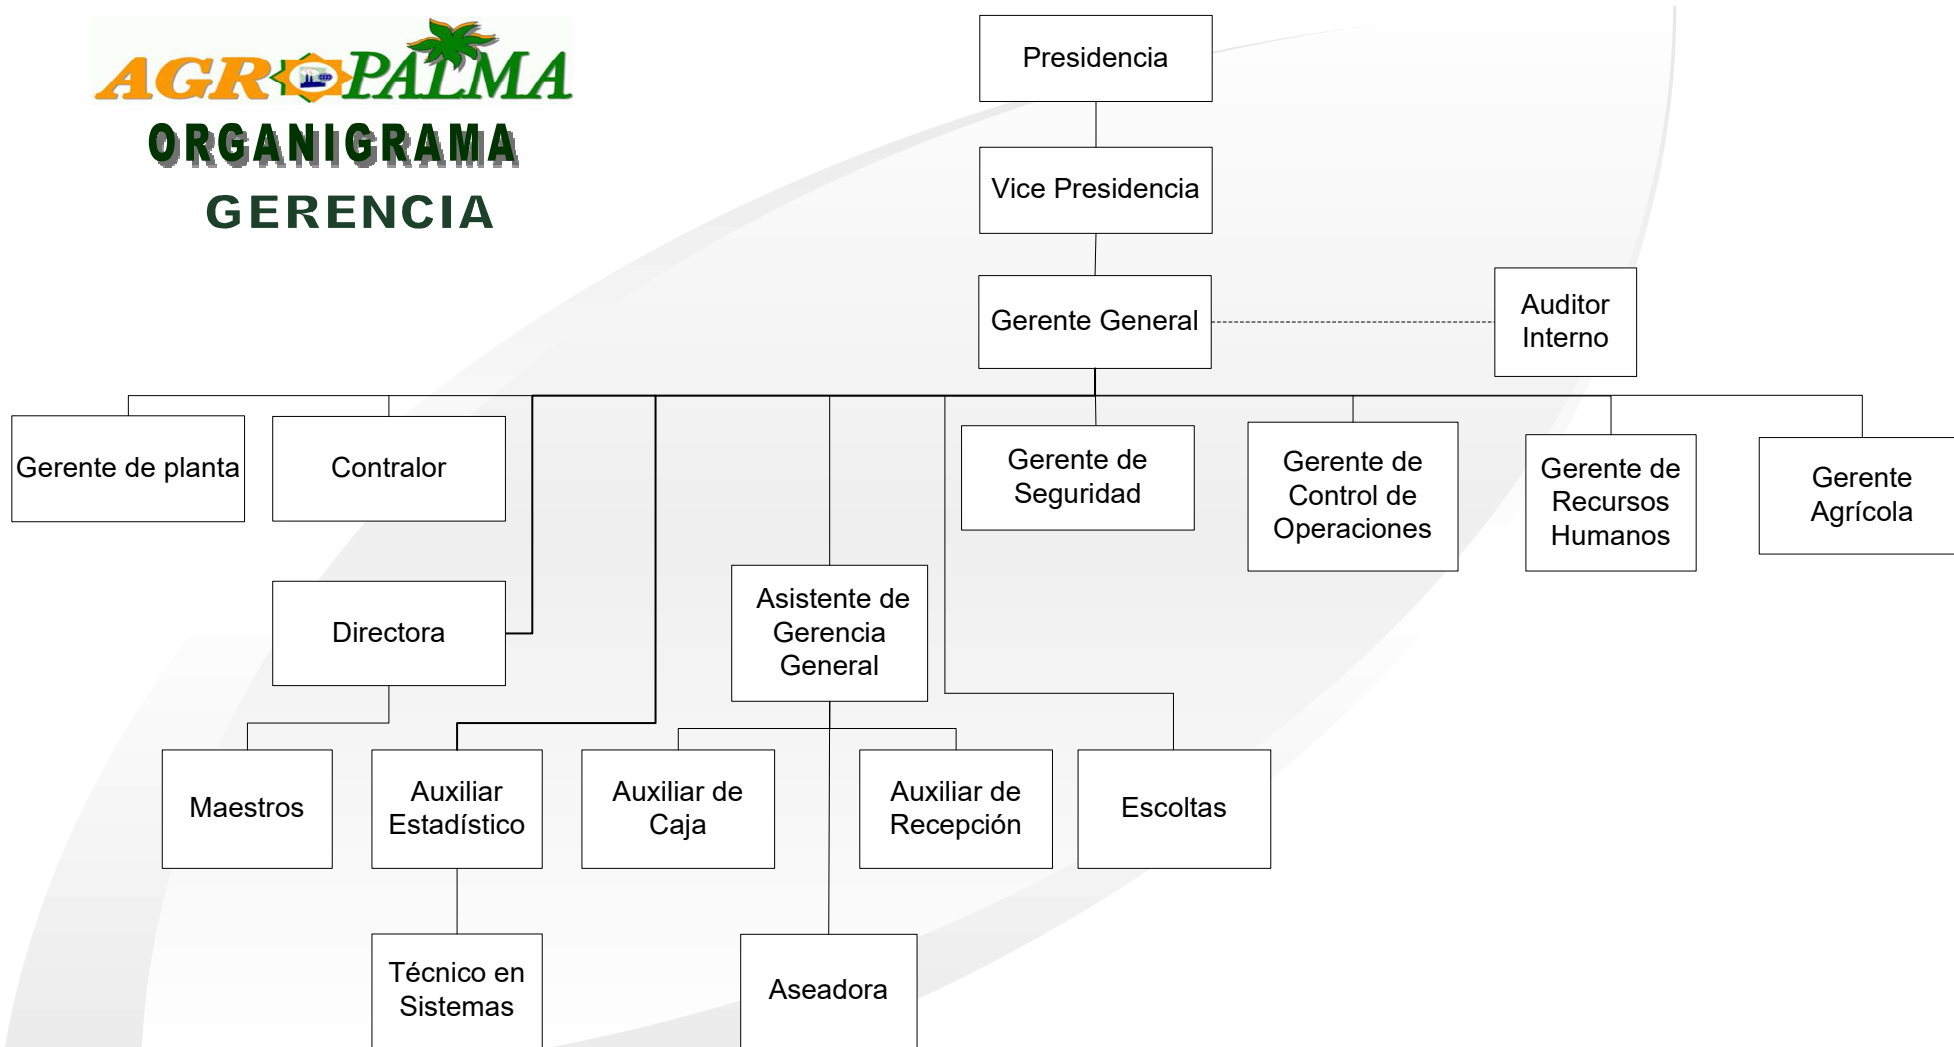 AGROPALMA
ORGANIGRAMA
GERENCIA
Presidencia
Vice Presidencia
Gerente General
Auditor
Interno
Gerente de planta
Contralor
Gerente de
Seguridad
Gerente de
Control de
Operaciones
Gerente de
Recursos
Humanos
Gerente
Agrícola
Directora
Asistente de
Gerencia
General
Maestros
Auxiliar
Estadístico
Auxiliar de
Caja
Auxiliar de
Recepción
Escoltas
Técnico en
Sistemas
Aseadora